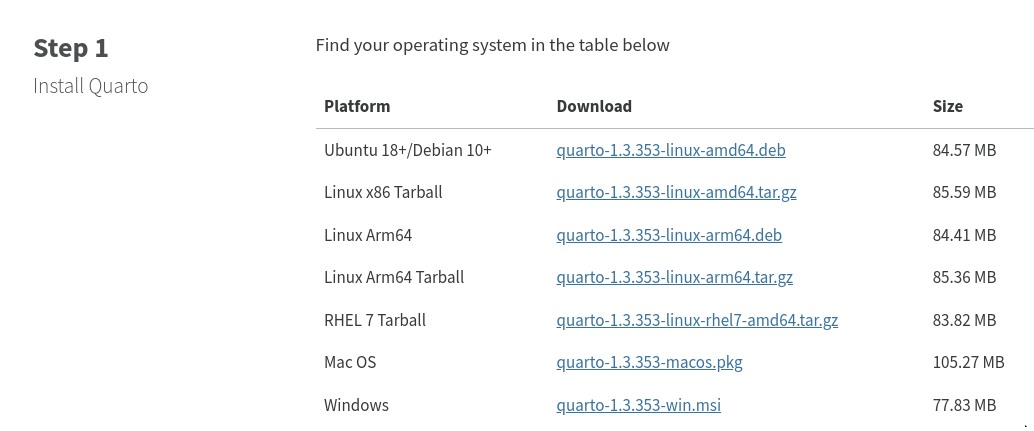 Step 1
Install Quarto
Find your operating system in the table below
Platform Download Size
Ubuntu 18+/Debian 10+ quarto-1.3.353-linux-amd64.deb 84.57 MB
Linux x86 Tarball quarto-1.3.353-linux-amd64.tar.gz 85.59 MB
Linux Arm64 quarto-1.3.353-linux-arm64.deb 84.41 MB
Linux Arm64 Tarball quarto-1.3.353-linux-arm64.tar.gz 85.36 MB
RHEL 7 Tarball quarto-1.3.353-linux-rhel7-amd64.tar.gz 83.82 MB
Mac OS quarto-1.3.353-macos.pkg 105.27 MB
Windows quarto-1.3.353-win.msi 77.83 MB